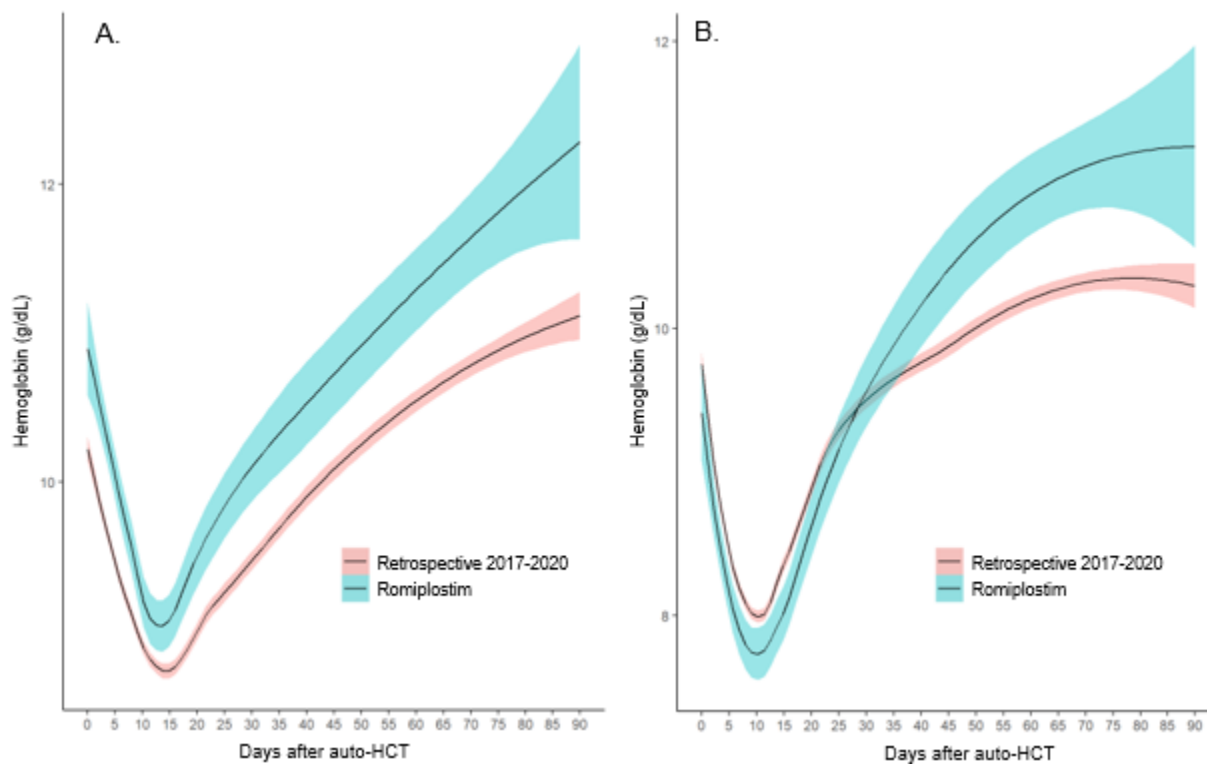 A.
12
10
Hemoglobin (g/dL)
Retrospective 2017-2020
Romiplostim
0 5 10 15 20 25 30 35 40 45 50 55 60 65 70 75 80 85 90
Days after auto-HCT
B.
12
10
8
Hemoglobin (g/dL)
Retrospective 2017-2020
Romiplostim
0 5 10 15 20 25 30 35 40 45 50 55 60 65 70 75 80 85 90
Days after auto-HCT